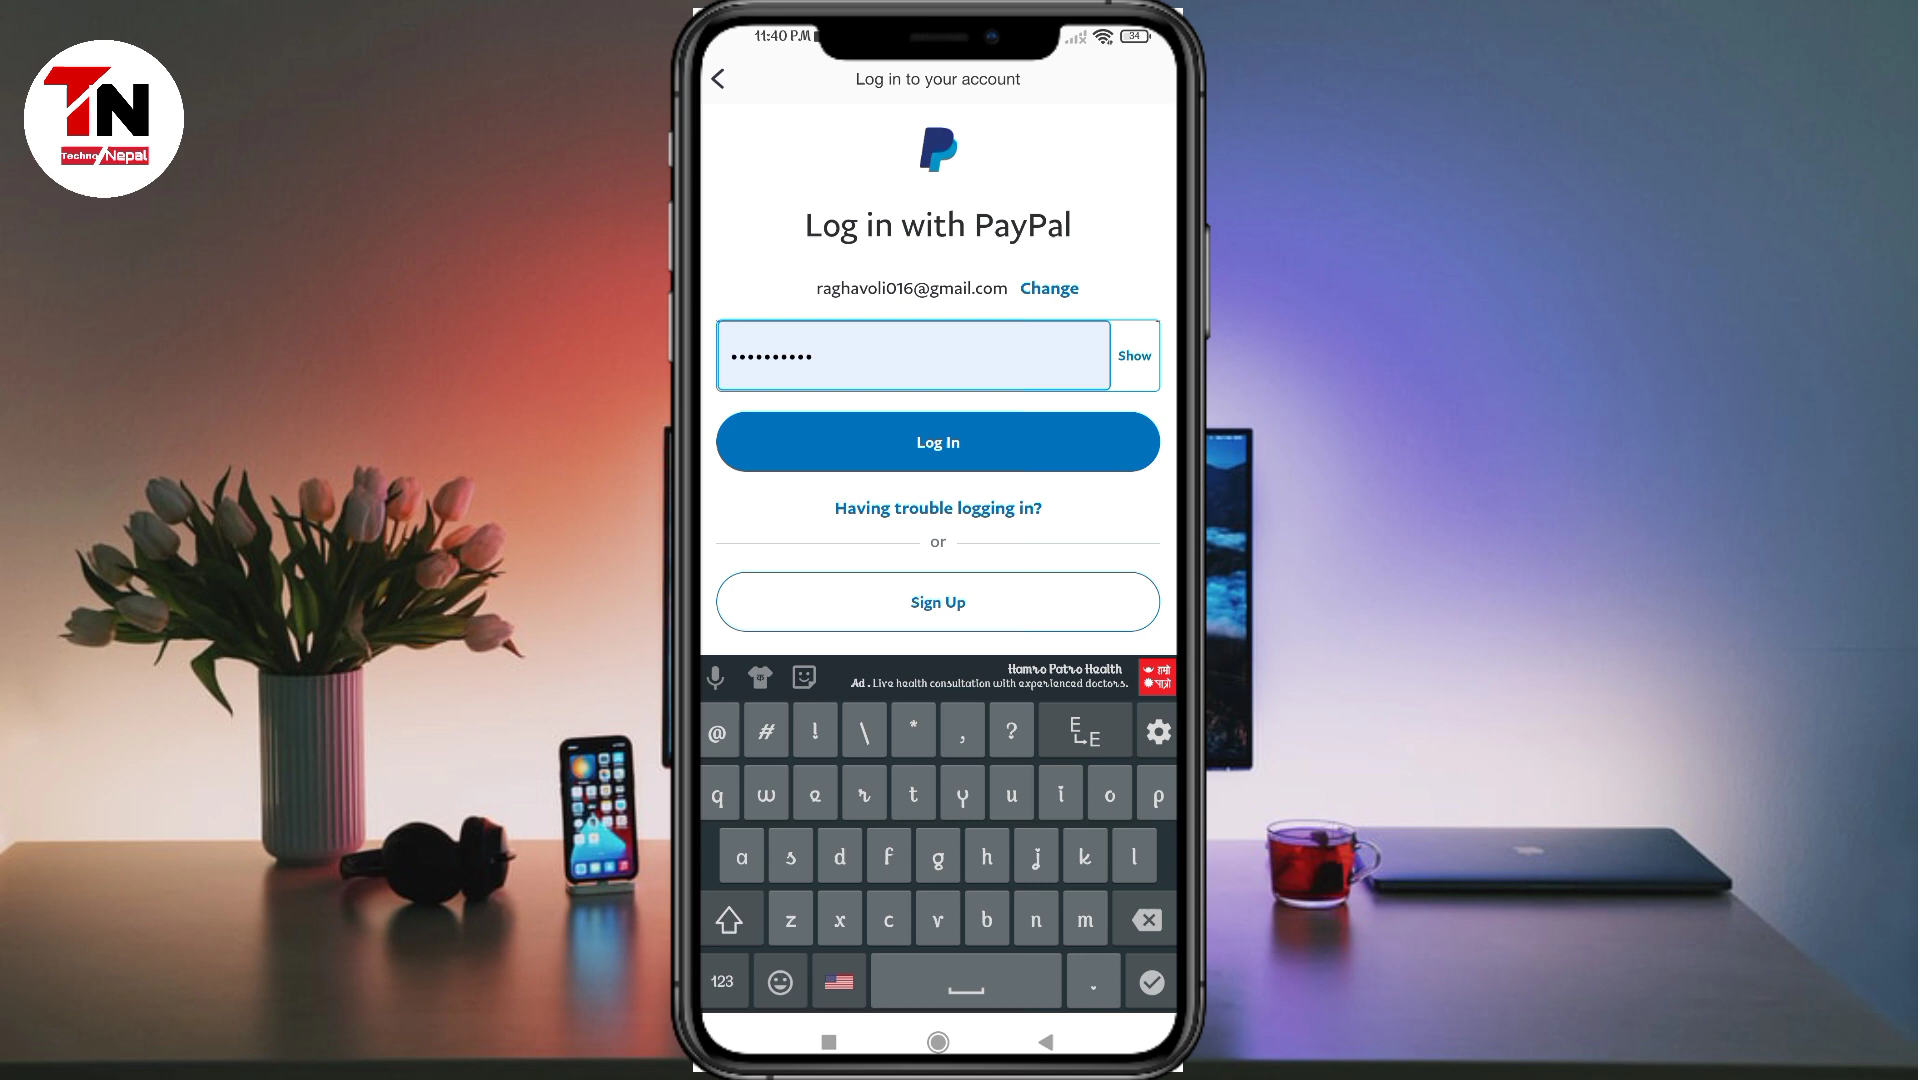 11:40 P.M
34
Log in to your account
TN
Techno Nepal
Log in with PayPal
raghavoli016@gmail.com Change
•••••••••• Show
Log In
Having trouble logging in?
or
Sign Up
Hamro Patro Health
Ad . Live health consultation with experienced doctors.
हाम्रो
पात्रो
@ # ! \ * , ? E E
q w e r t y u i o p
a s d f g h j k l
z x c v b n m
123 .